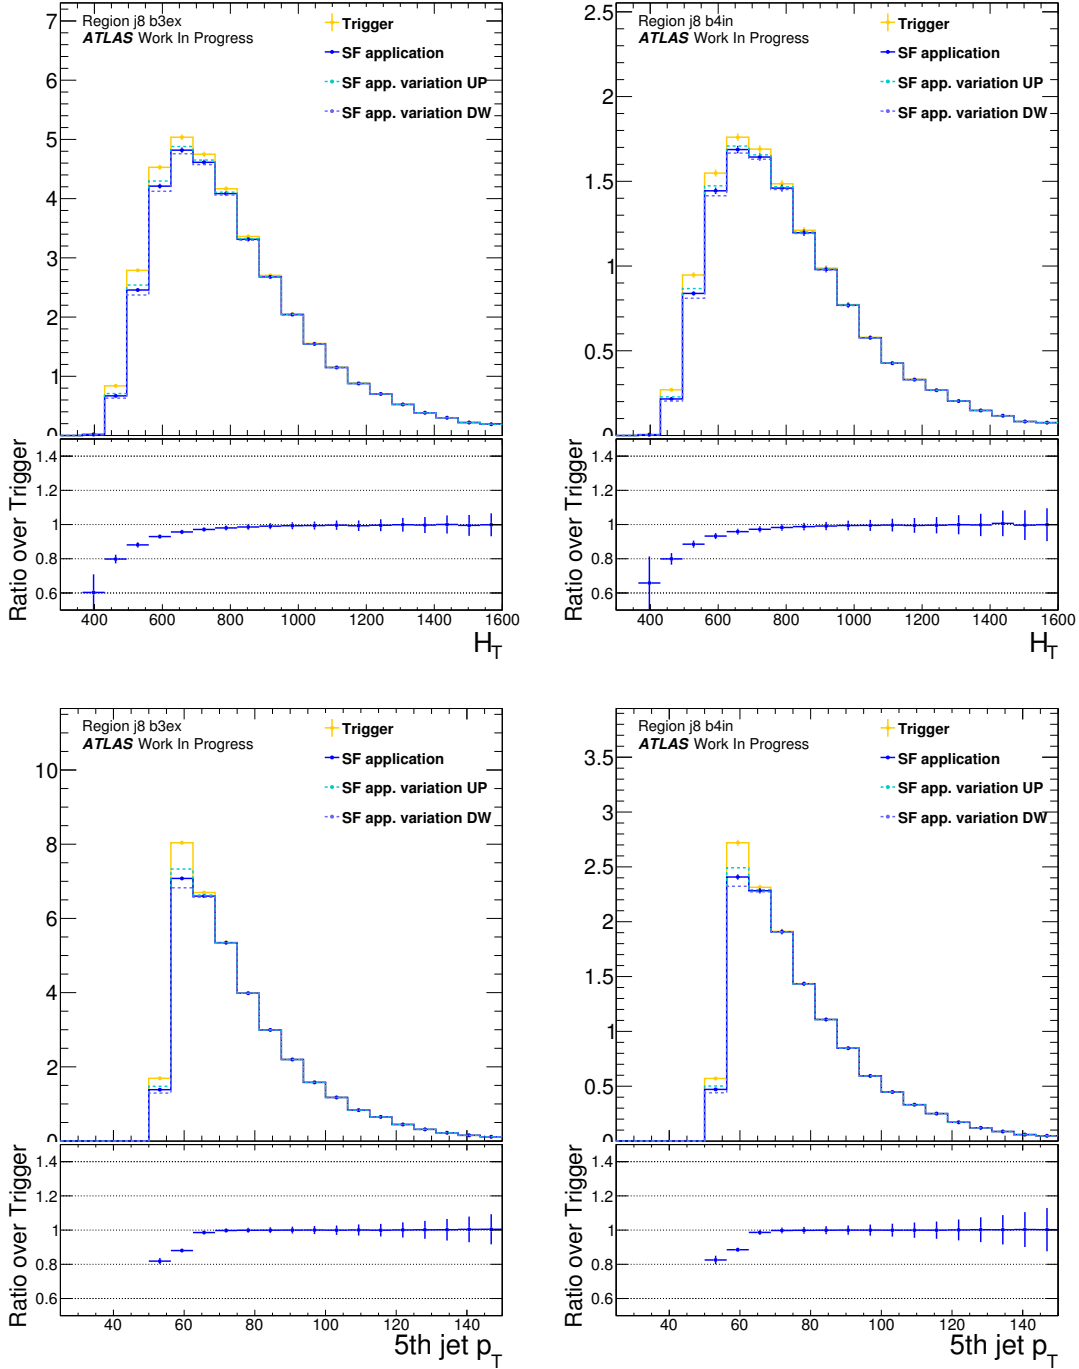 Region j8 b3ex
ATLAS Work In Progress
Trigger
SF application
SF app. variation UP
SF app. variation DW
7
6
5
4
3
2
1
0
Ratio over Trigger
1.4
1.2
1
0.8
0.6
400 600 800 1000 1200 1400 1600
H_T
Region j8 b4in
ATLAS Work In Progress
Trigger
SF application
SF app. variation UP
SF app. variation DW
2.5
2
1.5
1
0.5
0
Ratio over Trigger
1.4
1.2
1
0.8
0.6
400 600 800 1000 1200 1400 1600
H_T
Region j8 b3ex
ATLAS Work In Progress
Trigger
SF application
SF app. variation UP
SF app. variation DW
10
8
6
4
2
0
Ratio over Trigger
1.4
1.2
1
0.8
0.6
40 60 80 100 120 140
5th jet p_T
Region j8 b4in
ATLAS Work In Progress
Trigger
SF application
SF app. variation UP
SF app. variation DW
3.5
3
2.5
2
1.5
1
0.5
0
Ratio over Trigger
1.4
1.2
1
0.8
0.6
40 60 80 100 120 140
5th jet p_T